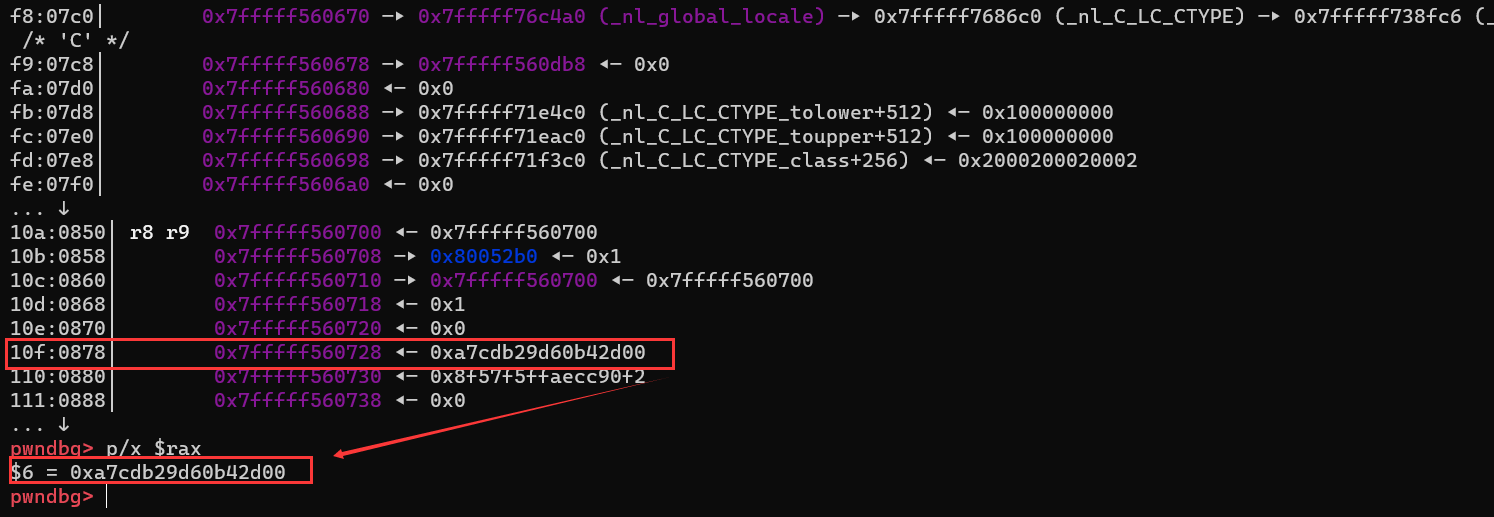 f8:07c0│ 0x7fffff560670 —▸ 0x7fffff76c4a0 (_nl_global_locale) —▸ 0x7fffff7686c0 (_nl_C_LC_CTYPE) —▸ 0x7fffff738fc6 (_
/* 'C' */
f9:07c8│ 0x7fffff560678 —▸ 0x7fffff560db8 ◂— 0x0
fa:07d0│ 0x7fffff560680 ◂— 0x0
fb:07d8│ 0x7fffff560688 —▸ 0x7fffff71e4c0 (_nl_C_LC_CTYPE_tolower+512) ◂— 0x100000000
fc:07e0│ 0x7fffff560690 —▸ 0x7fffff71eac0 (_nl_C_LC_CTYPE_toupper+512) ◂— 0x100000000
fd:07e8│ 0x7fffff560698 —▸ 0x7fffff71f3c0 (_nl_C_LC_CTYPE_class+256) ◂— 0x2000200020002
fe:07f0│ 0x7fffff5606a0 ◂— 0x0
... ↓
10a:0850│ r8 r9 0x7fffff560700 ◂— 0x7fffff560700
10b:0858│ 0x7fffff560708 —▸ 0x80052b0 ◂— 0x1
10c:0860│ 0x7fffff560710 —▸ 0x7fffff560700 ◂— 0x7fffff560700
10d:0868│ 0x7fffff560718 ◂— 0x1
10e:0870│ 0x7fffff560720 ◂— 0x0
10f:0878│ 0x7fffff560728 ◂— 0xa7cdb29d60b42d00
110:0880│ 0x7fffff560730 ◂— 0x8f57f5ffaecc90f2
111:0888│ 0x7fffff560738 ◂— 0x0
... ↓
pwndbg> p/x $rax
$6 = 0xa7cdb29d60b42d00
pwndbg>